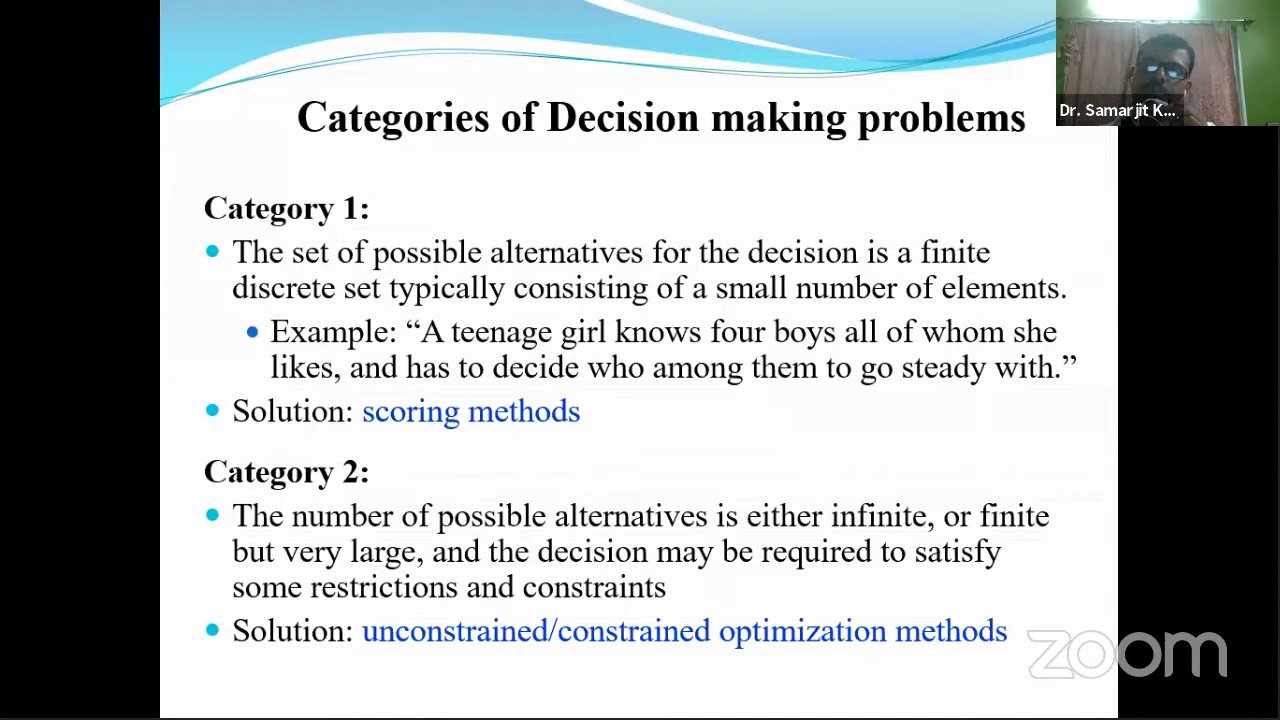 Categories of Decision making problems
Dr. Samarjit K...
Category 1:
• The set of possible alternatives for the decision is a finite
discrete set typically consisting of a small number of elements.
• Example: “A teenage girl knows four boys all of whom she
likes, and has to decide who among them to go steady with.”
• Solution: scoring methods
Category 2:
• The number of possible alternatives is either infinite, or finite
but very large, and the decision may be required to satisfy
some restrictions and constraints
• Solution: unconstrained/constrained optimization methods
zoom